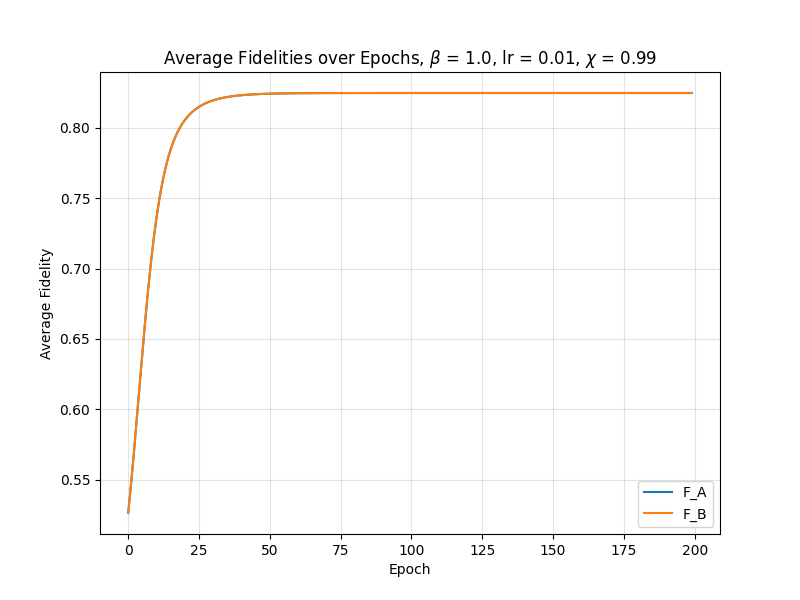 Average Fidelities over Epochs, β = 1.0, lr = 0.01, χ = 0.99
Average Fidelity
0.80
0.75
0.70
0.65
0.60
0.55
F_A
F_B
0 25 50 75 100 125 150 175 200
Epoch